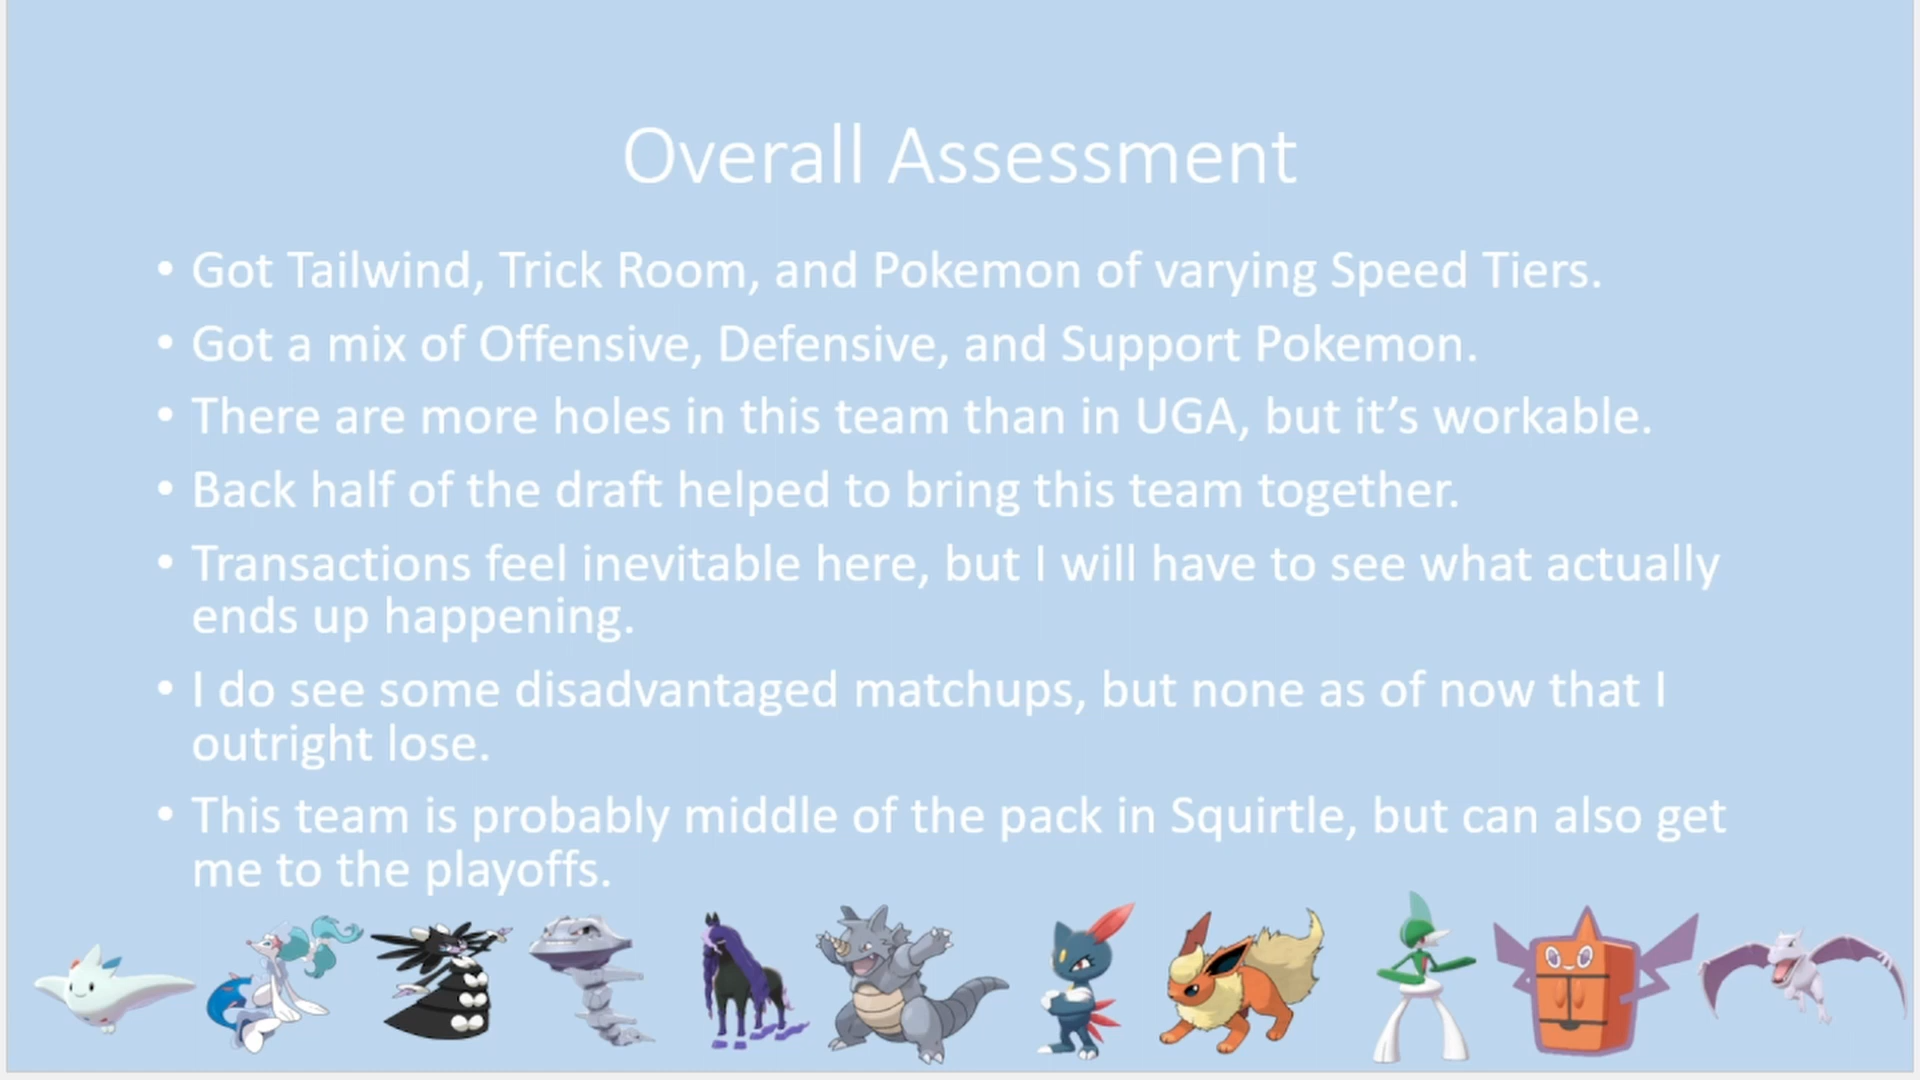 Overall Assessment
• Got Tailwind, Trick Room, and Pokemon of varying Speed Tiers.
• Got a mix of Offensive, Defensive, and Support Pokemon.
• There are more holes in this team than in UGA, but it’s workable.
• Back half of the draft helped to bring this team together.
• Transactions feel inevitable here, but I will have to see what actually
ends up happening.
• I do see some disadvantaged matchups, but none as of now that I
outright lose.
• This team is probably middle of the pack in Squirtle, but can also get
me to the playoffs.